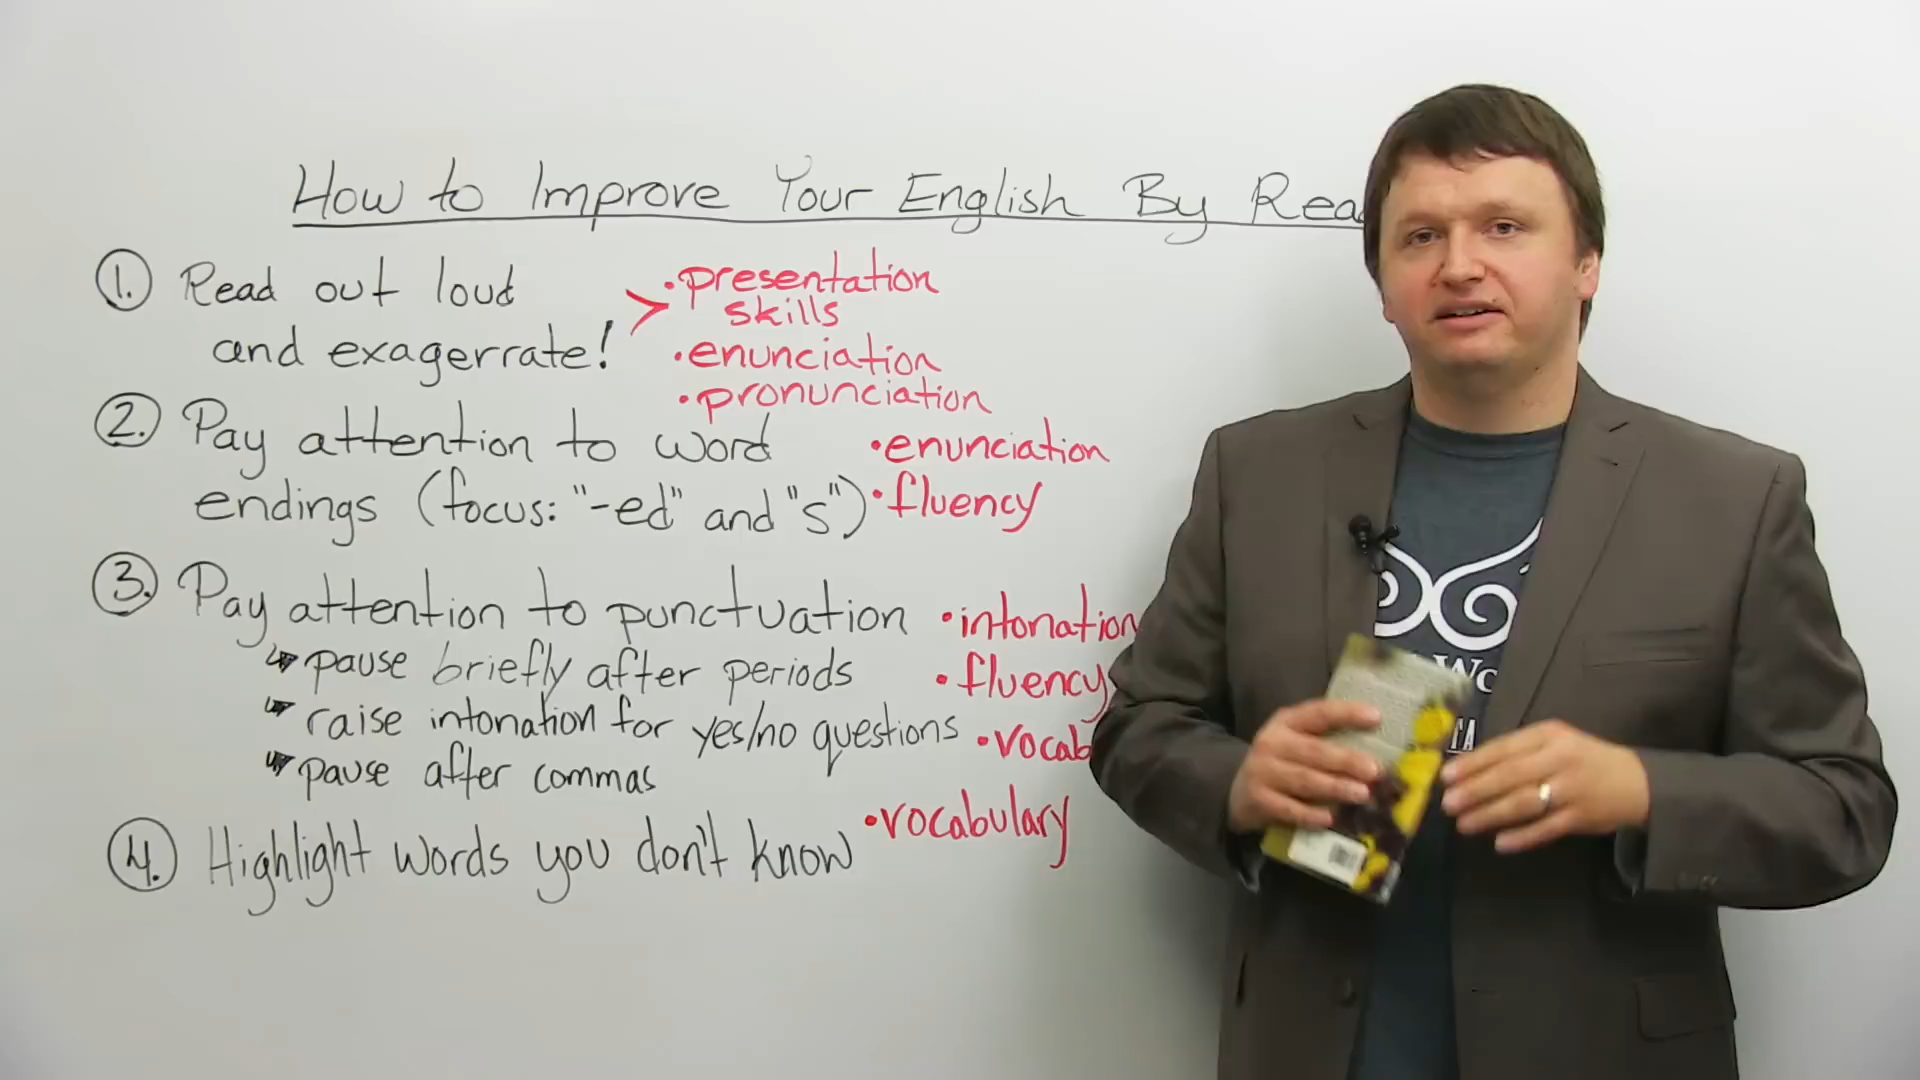 How to Improve Your English By Rea
1. Read out loud
and exagerrate!
• presentation
skills
• enunciation
• pronunciation
2. Pay attention to word
endings (focus: "-ed" and "s")
• enunciation
• fluency
3. Pay attention to punctuation
↳ pause briefly after periods
↳ raise intonation for yes/no questions
↳ pause after commas
• intonation
• fluency
• vocab
4. Highlight words you don't know
• vocabulary